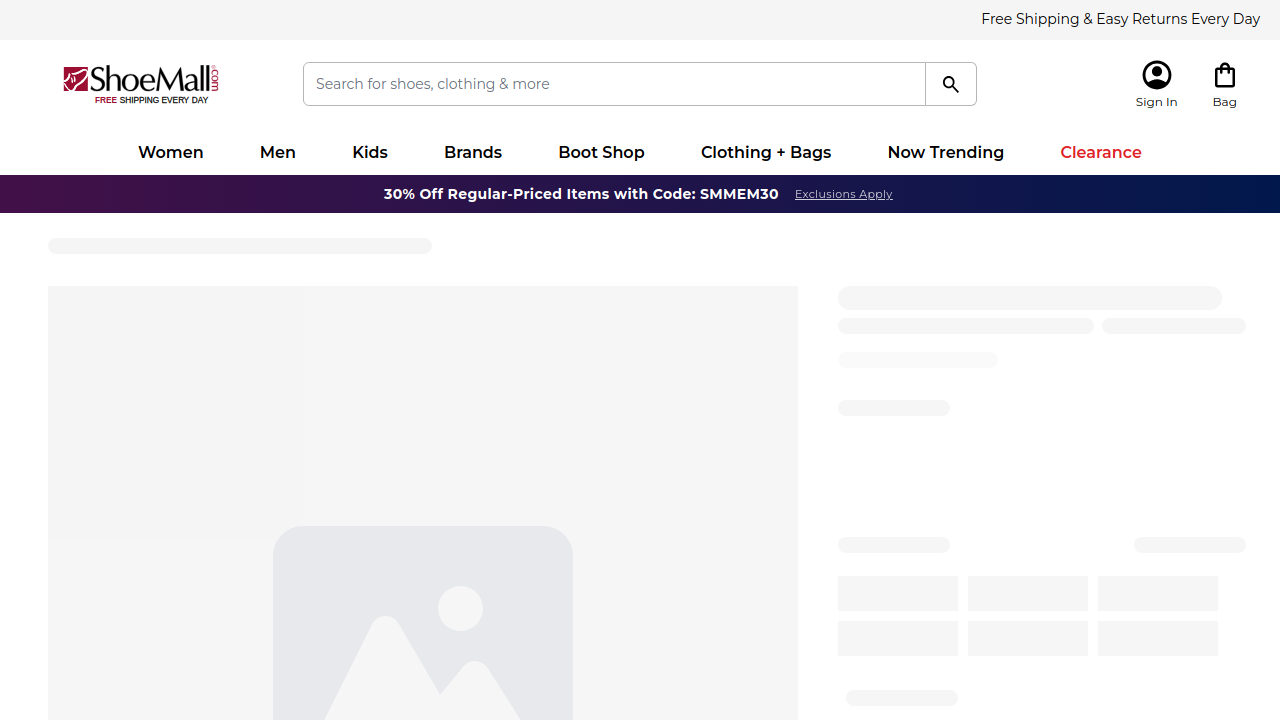 Free Shipping & Easy Returns Every Day
ShoeMall.com
FREE SHIPPING EVERY DAY
Search for shoes, clothing & more
Sign In
Bag
Women
Men
Kids
Brands
Boot Shop
Clothing + Bags
Now Trending
Clearance
30% Off Regular-Priced Items with Code: SMMEM30
Exclusions Apply